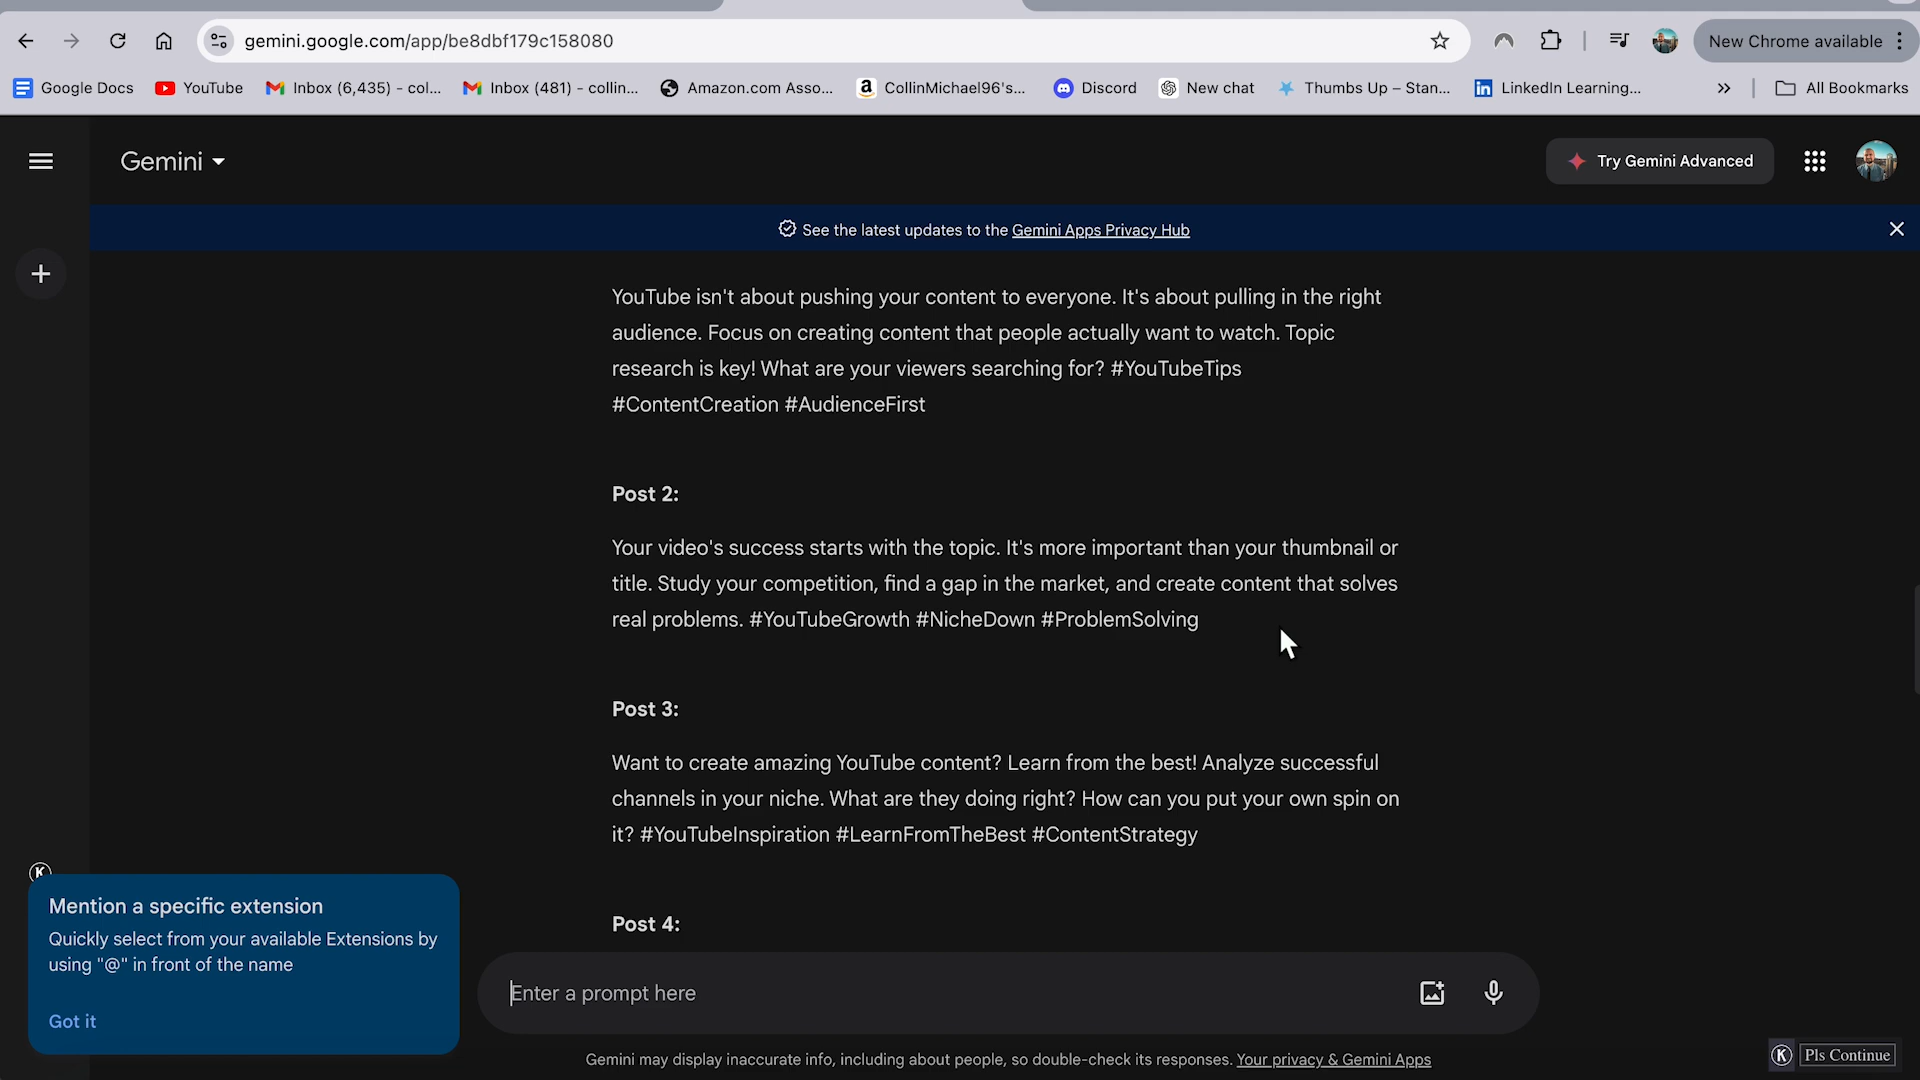 gemini.google.com/app/be8dbf179c158080
New Chrome available
Google Docs
YouTube
Inbox (6,435) - col...
Inbox (481) - collin...
Amazon.com Asso...
CollinMichael96's...
Discord
New chat
Thumbs Up – Stan...
LinkedIn Learning...
All Bookmarks
Gemini
Try Gemini Advanced
See the latest updates to the Gemini Apps Privacy Hub
YouTube isn't about pushing your content to everyone. It's about pulling in the right
audience. Focus on creating content that people actually want to watch. Topic
research is key! What are your viewers searching for? #YouTubeTips
#ContentCreation #AudienceFirst
Post 2:
Your video's success starts with the topic. It's more important than your thumbnail or
title. Study your competition, find a gap in the market, and create content that solves
real problems. #YouTubeGrowth #NicheDown #ProblemSolving
Post 3:
Want to create amazing YouTube content? Learn from the best! Analyze successful
channels in your niche. What are they doing right? How can you put your own spin on
it? #YouTubeInspiration #LearnFromTheBest #ContentStrategy
Post 4:
K
Mention a specific extension
Quickly select from your available Extensions by
using "@" in front of the name
Got it
Enter a prompt here
Gemini may display inaccurate info, including about people, so double-check its responses. Your privacy & Gemini Apps
K Pls Continue